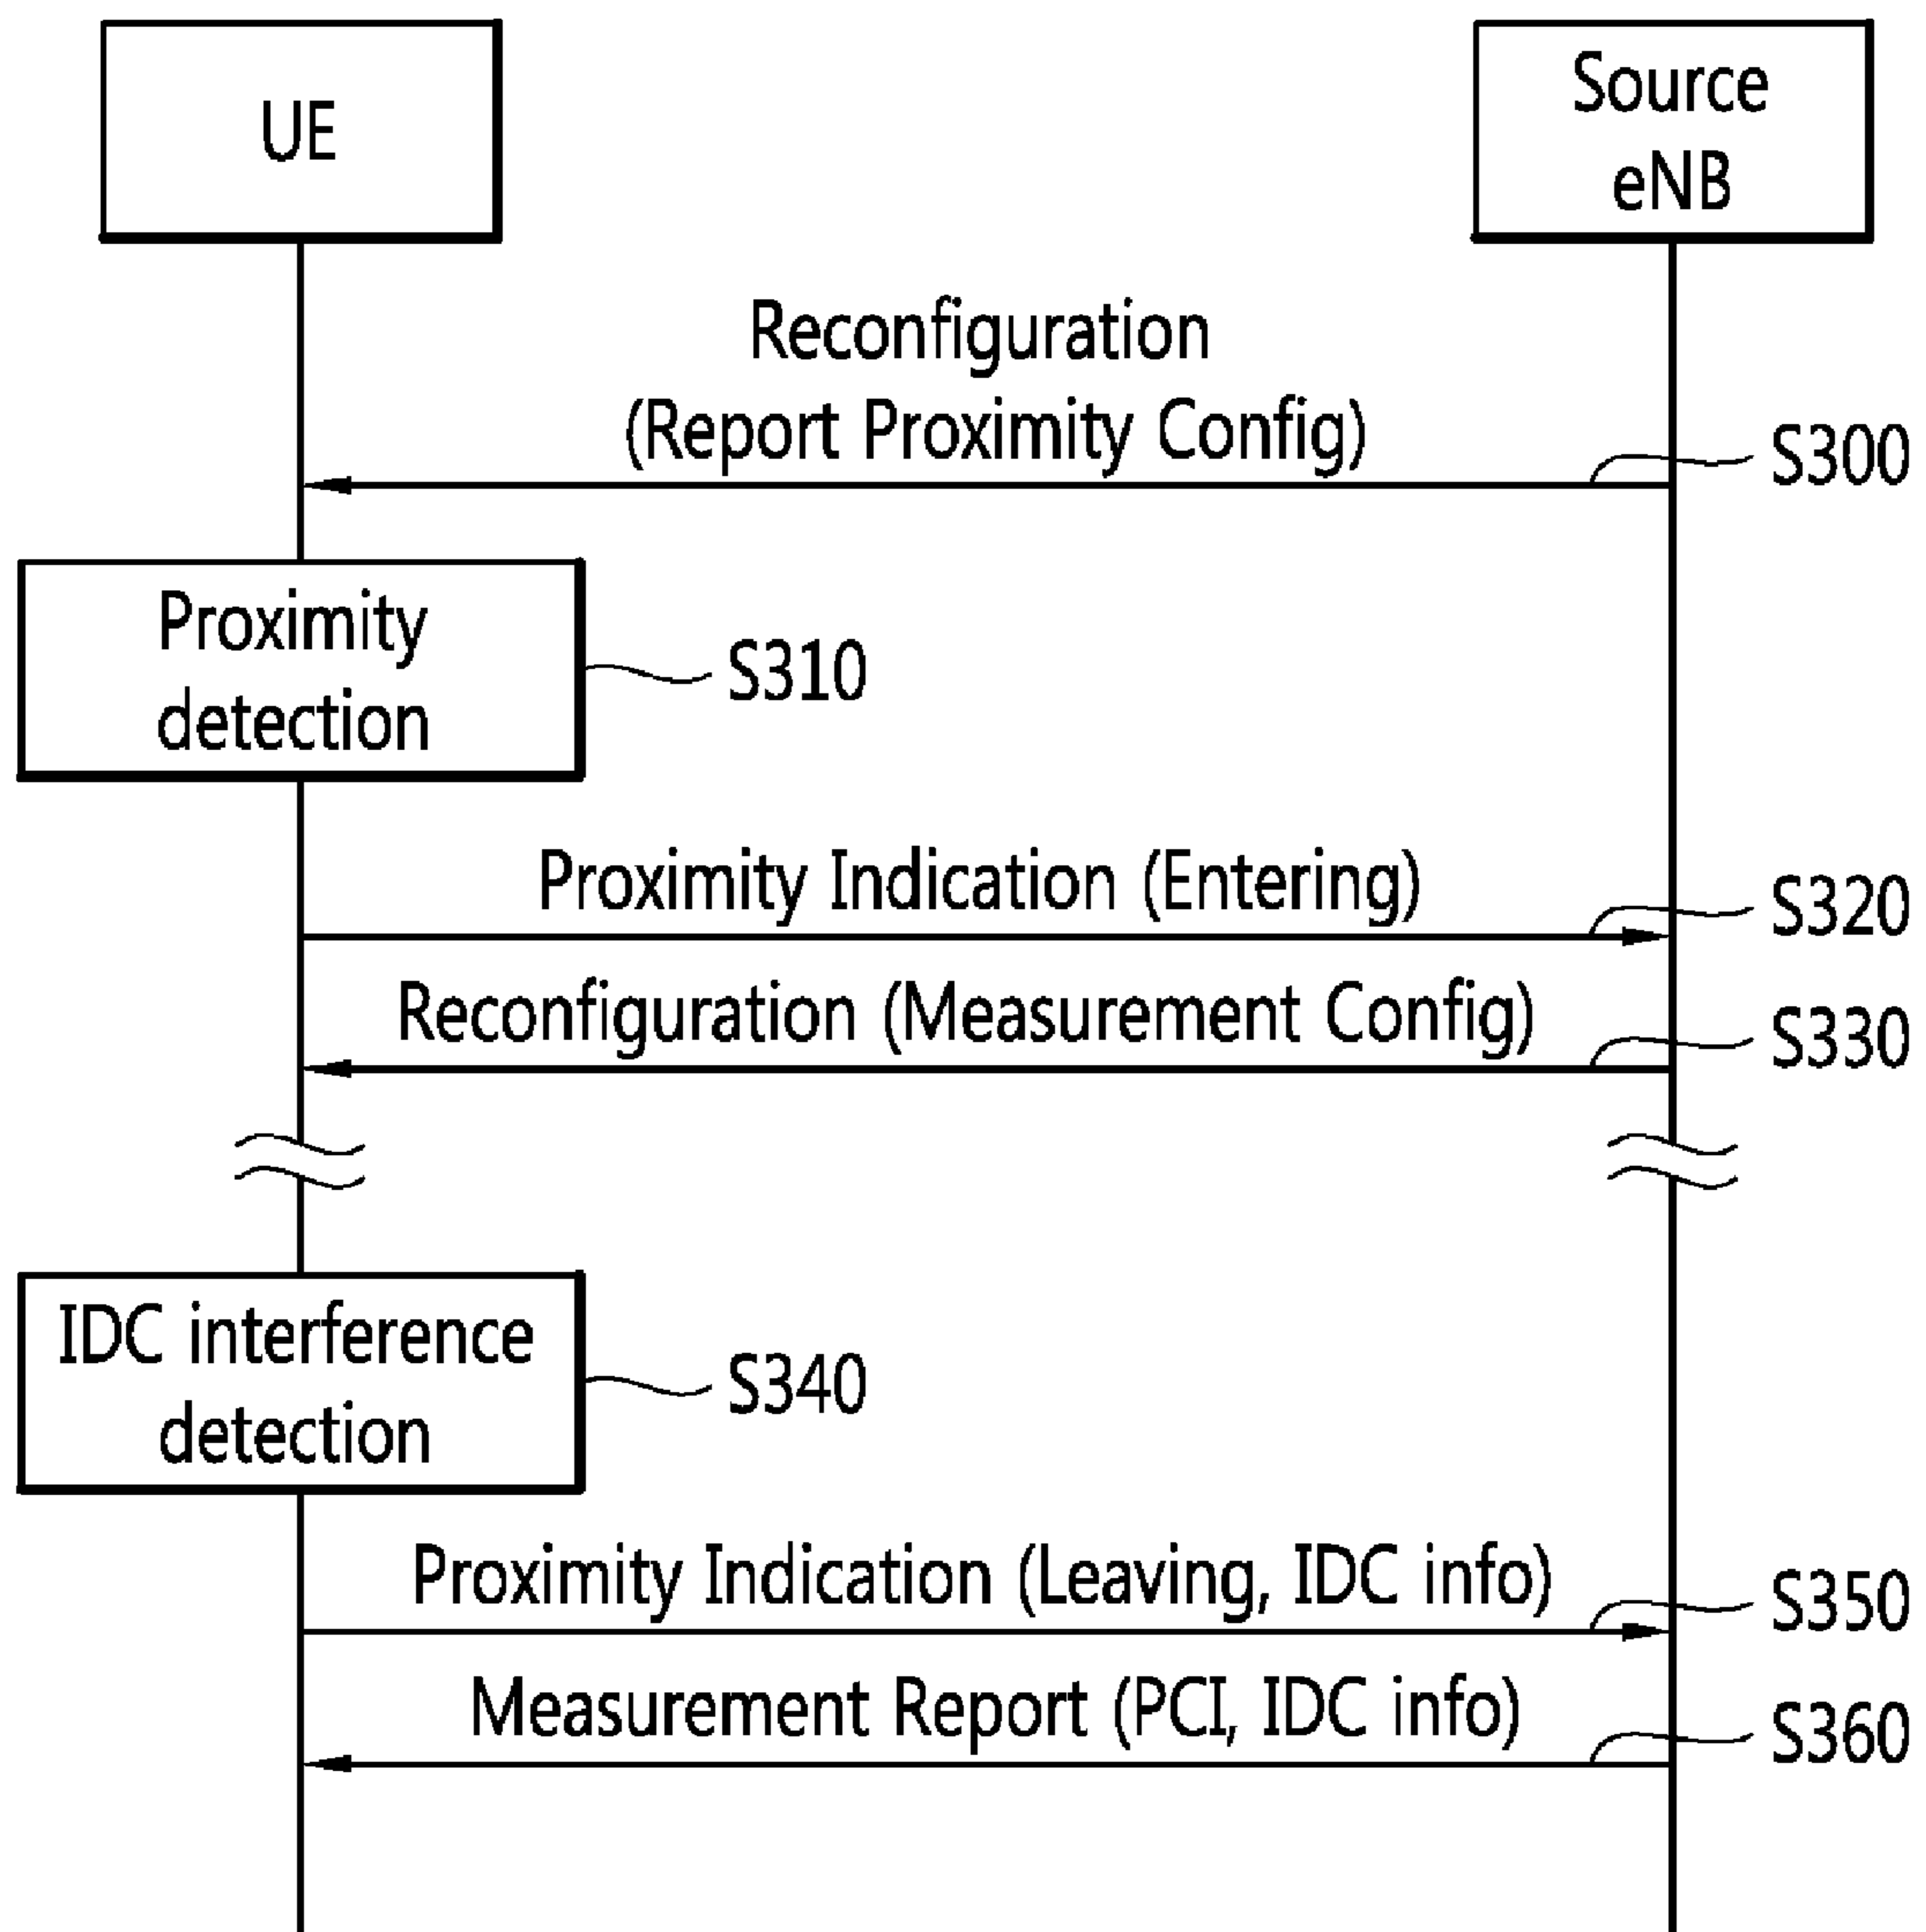 UE
Source
eNB
Reconfiguration
(Report Proximity Config)
S300
Proximity
detection
S310
Proximity Indication (Entering)
S320
Reconfiguration (Measurement Config)
S330
IDC interference
detection
S340
Proximity Indication (Leaving, IDC info)
S350
Measurement Report (PCI, IDC info)
S360